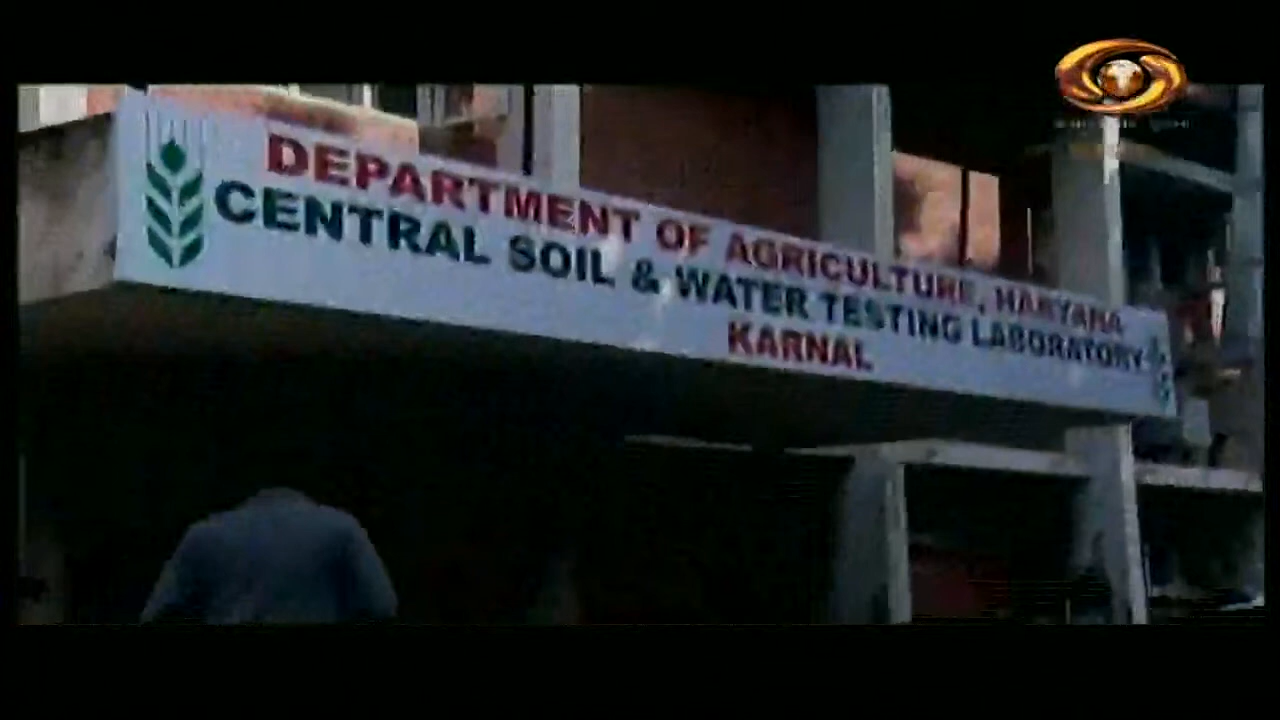 DEPARTMENT OF AGRICULTURE, HARYANA
CENTRAL SOIL & WATER TESTING LABORATORY
KARNAL